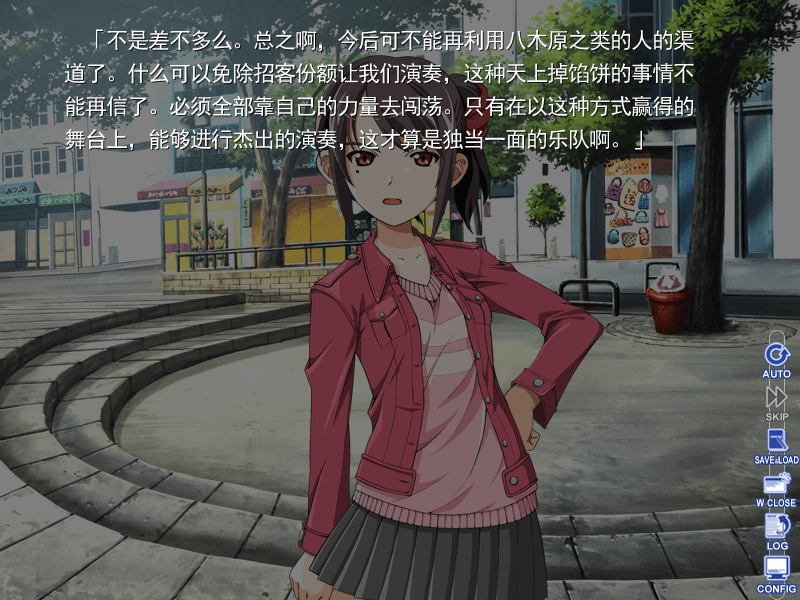 「不是差不多么。总之啊，今后可不能再利用八木原之类的人的渠
道了。什么可以免除招客份额让我们演奏，这种天上掉馅饼的事情不
能再信了。必须全部靠自己的力量去闯荡。只有在以这种方式赢得的
舞台上，能够进行杰出的演奏，这才算是独当一面的乐队啊。」
AUTO
SKIP
SAVE&LOAD
W CLOSE
LOG
CONFIG